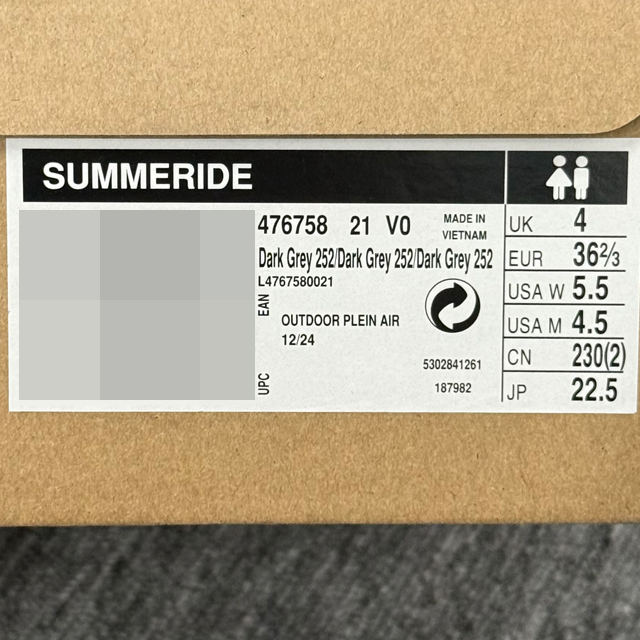 SUMMERIDE
476758 21 V0
MADE IN
VIETNAM
Dark Grey 252/Dark Grey 252/Dark Grey 252
L4767580021
EAN
OUTDOOR PLEIN AIR
12/24
5302841261
187982
UPC
UK 4
EUR 36⅔
USA W 5.5
USA M 4.5
CN 230(2)
JP 22.5